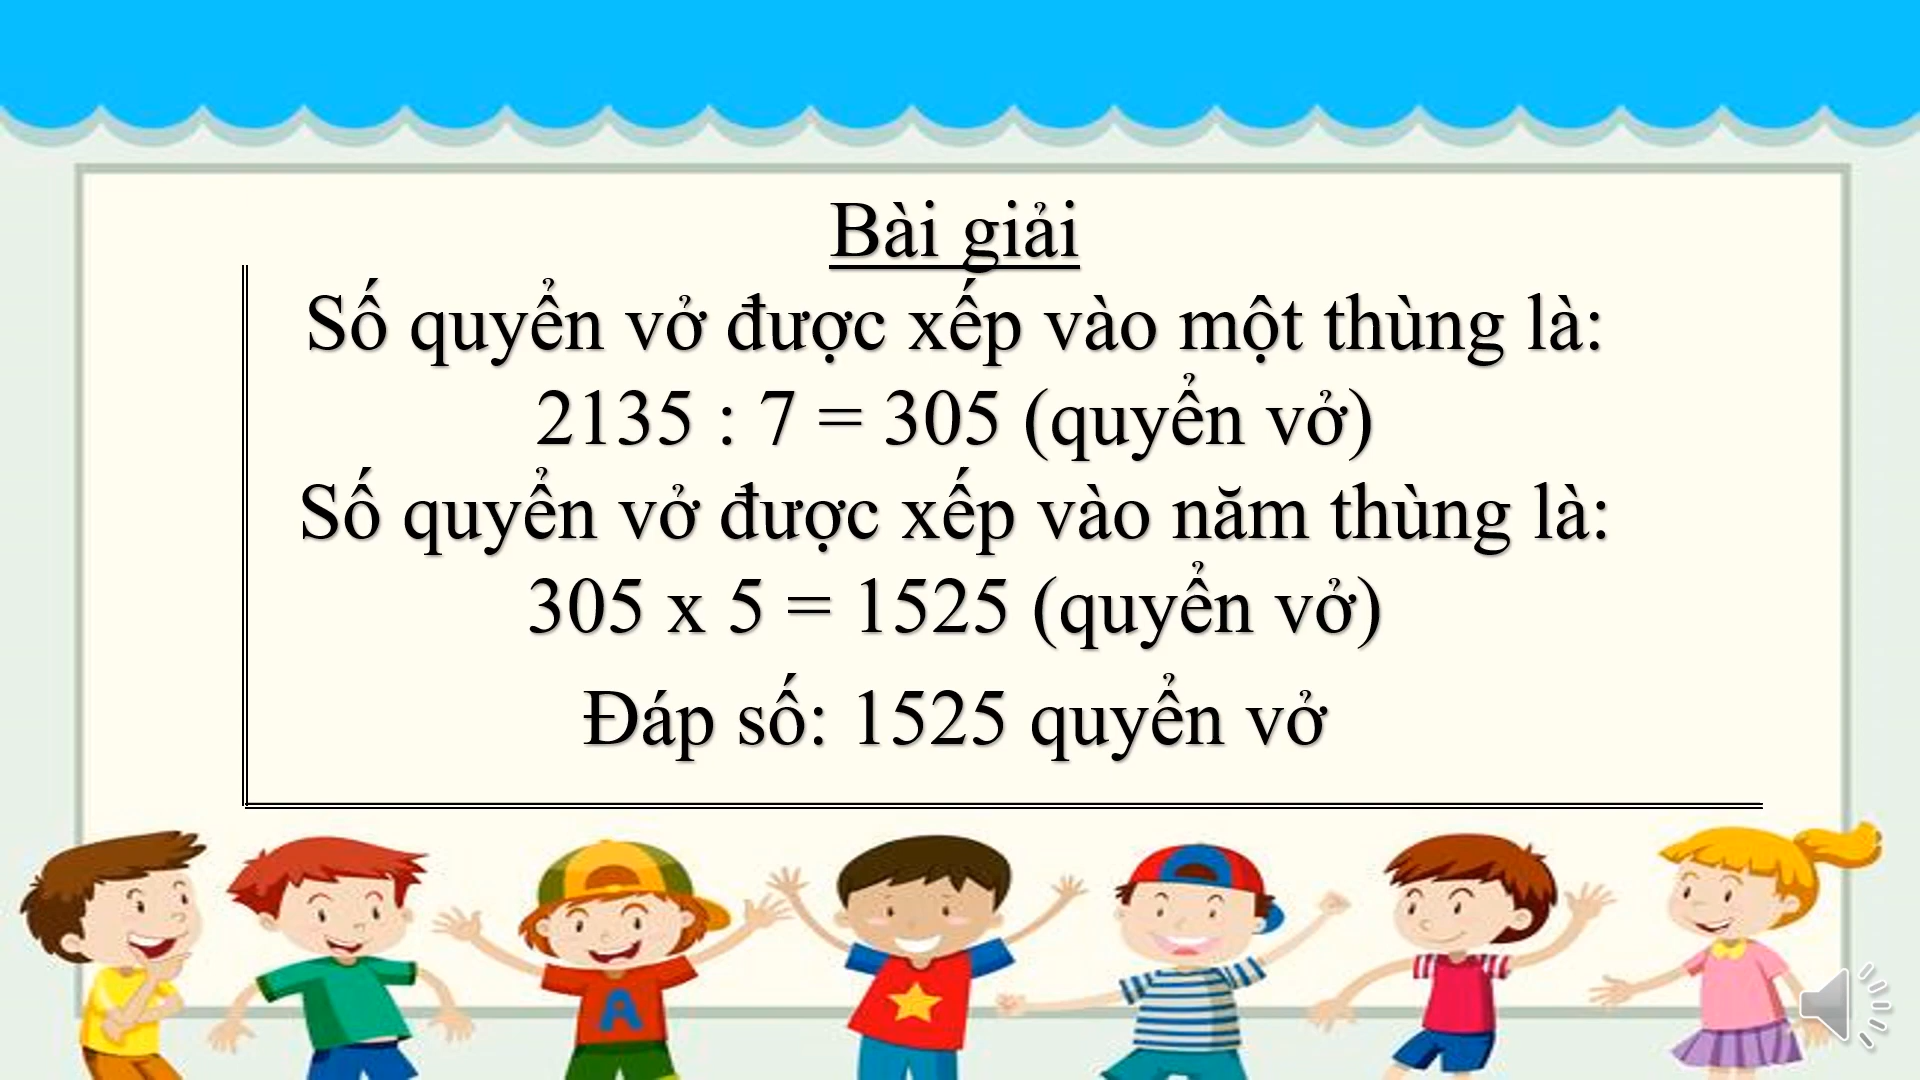 Bài giải
Số quyển vở được xếp vào một thùng là:
2135 : 7 = 305 (quyển vở)
Số quyển vở được xếp vào năm thùng là:
305 x 5 = 1525 (quyển vở)
Đáp số: 1525 quyển vở
A